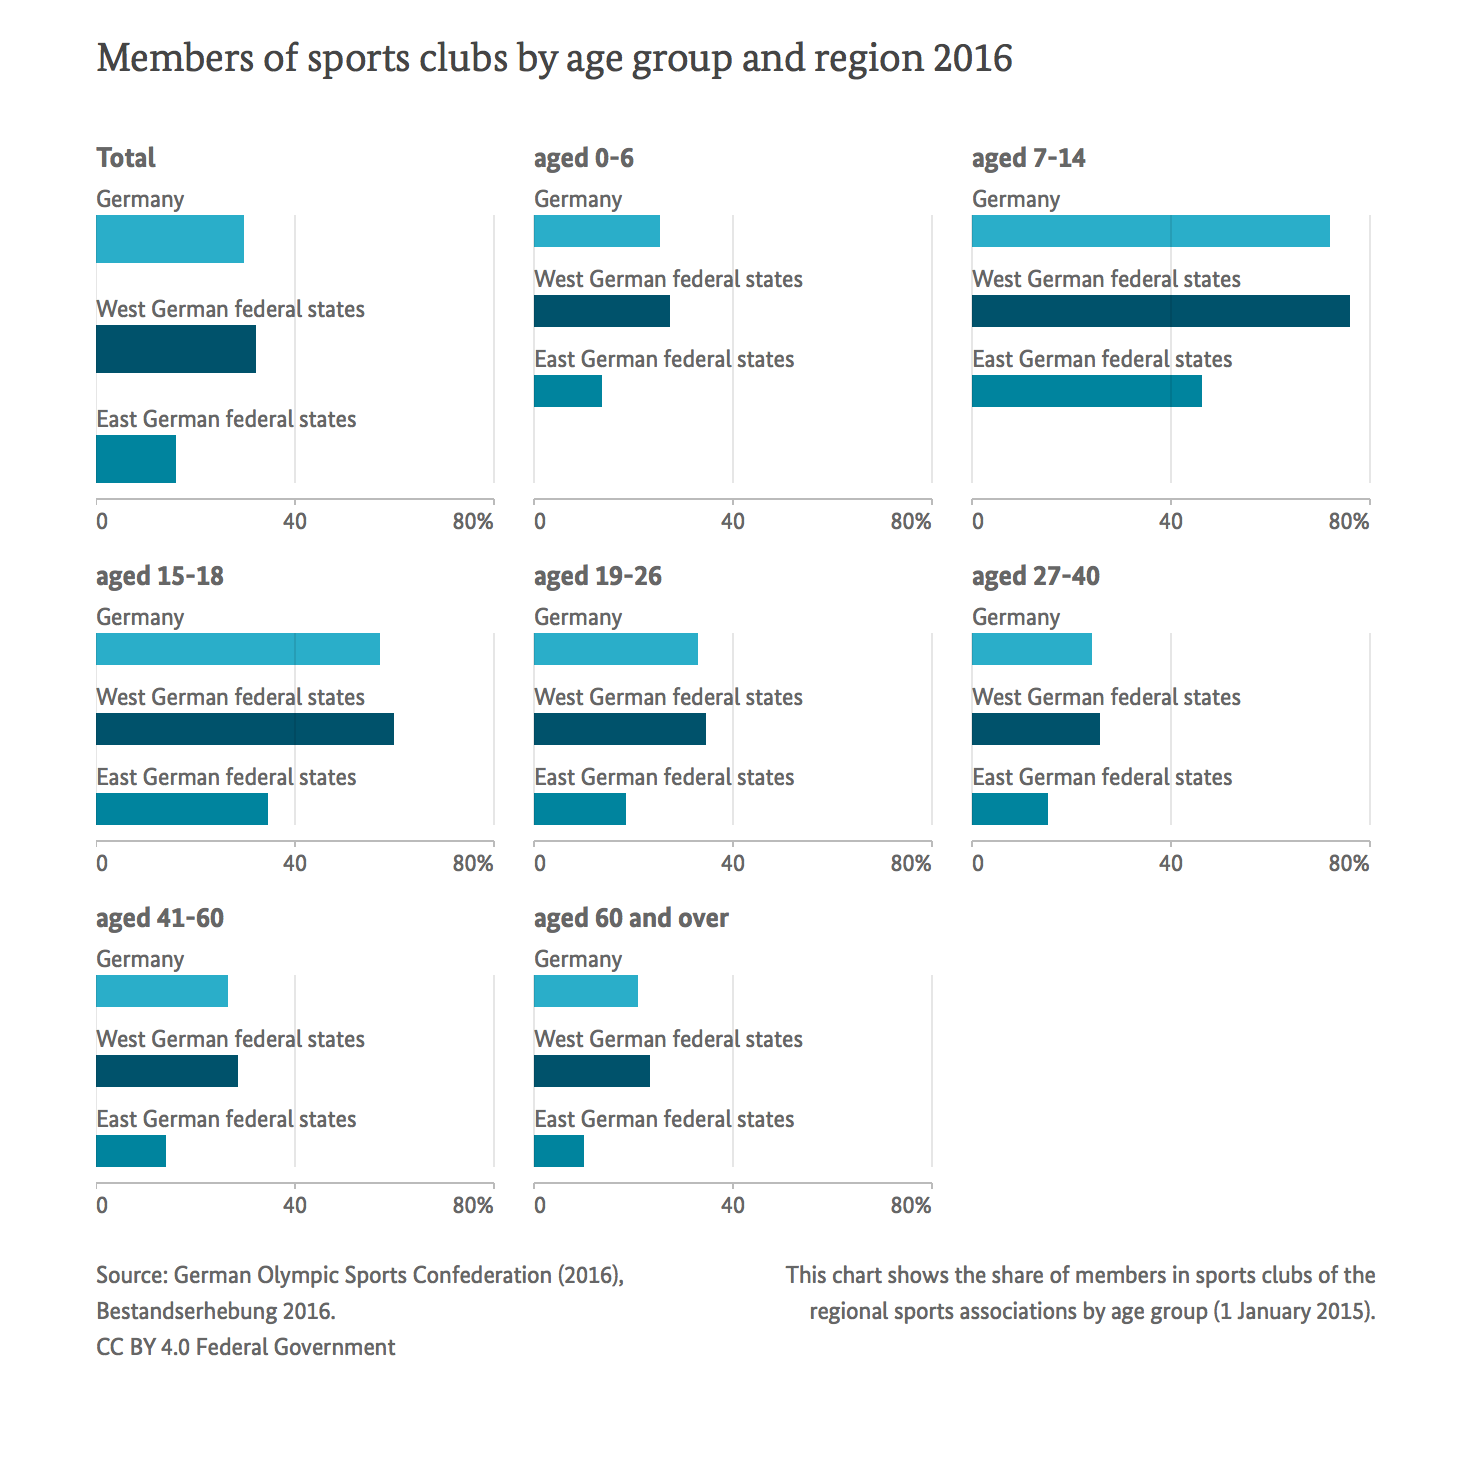 Members of sports clubs by age group and region 2016
Total
Germany
West German federal states
East German federal states
0 40 80%
aged 0-6
Germany
West German federal states
East German federal states
0 40 80%
aged 7-14
Germany
West German federal states
East German federal states
0 40 80%
aged 15-18
Germany
West German federal states
East German federal states
0 40 80%
aged 19-26
Germany
West German federal states
East German federal states
0 40 80%
aged 27-40
Germany
West German federal states
East German federal states
0 40 80%
aged 41-60
Germany
West German federal states
East German federal states
0 40 80%
aged 60 and over
Germany
West German federal states
East German federal states
0 40 80%
Source: German Olympic Sports Confederation (2016),
Bestandserhebung 2016.
CC BY 4.0 Federal Government
This chart shows the share of members in sports clubs of the
regional sports associations by age group (1 January 2015).